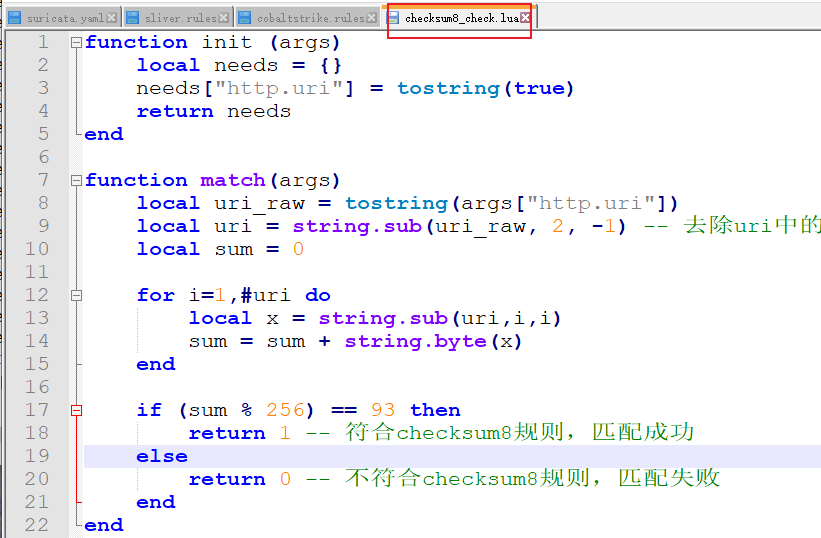 suricata.yaml sliver.rules cobaltstrike.rules checksum8_check.lua
1 function init (args)
2 local needs = {}
3 needs["http.uri"] = tostring(true)
4 return needs
5 end
6
7 function match(args)
8 local uri_raw = tostring(args["http.uri"])
9 local uri = string.sub(uri_raw, 2, -1) -- 去除uri中的
10 local sum = 0
11
12 for i=1,#uri do
13 local x = string.sub(uri,i,i)
14 sum = sum + string.byte(x)
15 end
16
17 if (sum % 256) == 93 then
18 return 1 -- 符合checksum8规则，匹配成功
19 else
20 return 0 -- 不符合checksum8规则，匹配失败
21 end
22 end